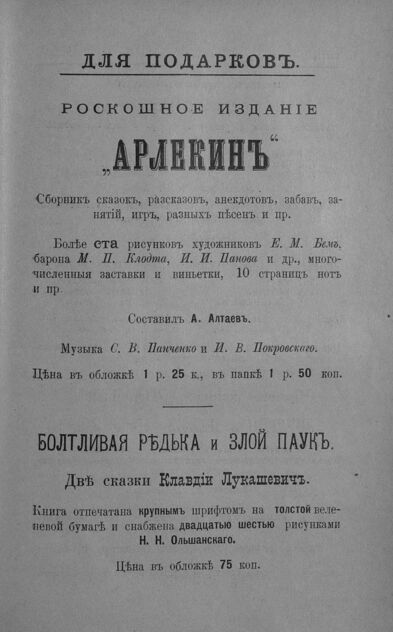 ДЛЯ ПОДАРКОВЪ.
РОСКОШНОЕ ИЗДАНІЕ
„АРЛЕКИНЪ“
Сборникъ сказокъ, разсказовъ, анекдотовъ, забавъ, за-
нятій, игръ, разныхъ пѣсенъ и пр.
Болѣе ста рисунковъ художниковъ Е. М. Бемъ,
барона М. П. Клодта, И. И. Панова и др., много-
численныя заставки и виньетки, 10 страницъ нотъ
и пр.
Составилъ А. Алтаевъ.
Музыка С. В. Панченко и И. В. Покровскаго.
Цѣна въ обложкѣ 1 р. 25 к., въ папкѣ 1 р. 50 коп.
БОЛТЛИВАЯ РѢДЬКА и ЗЛОЙ ПАУКЪ.
Двѣ сказки Клавдіи Лукашевичъ.
Книга отпечатана крупнымъ шрифтомъ на толстой веле-
невой бумагѣ и снабжена двадцатью шестью рисунками
Н. Н. Ольшанскаго.
Цѣна въ обложкѣ 75 коп.